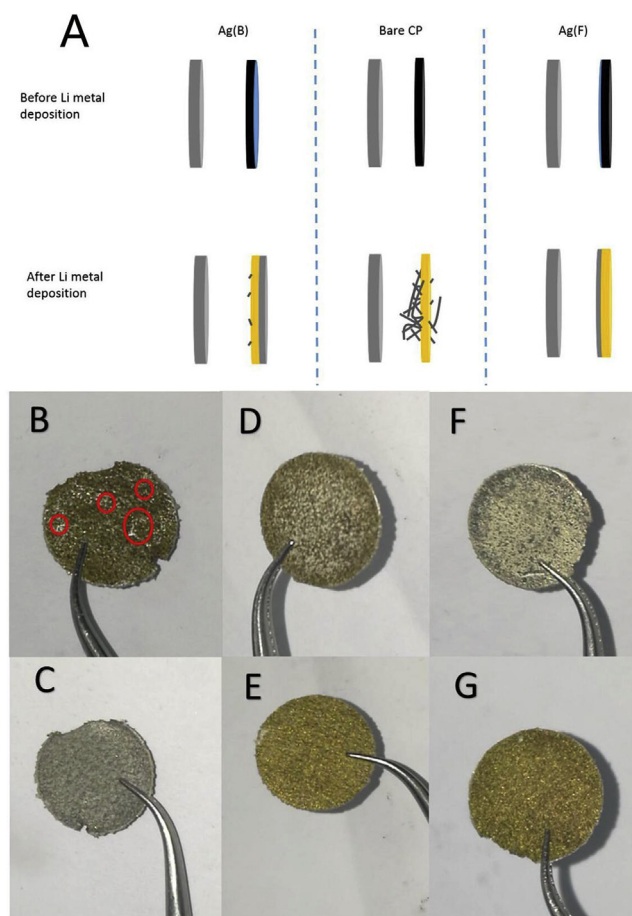 A
Ag(B)
Bare CP
Ag(F)
Before Li metal
deposition
After Li metal
deposition
B
D
F
C
E
G